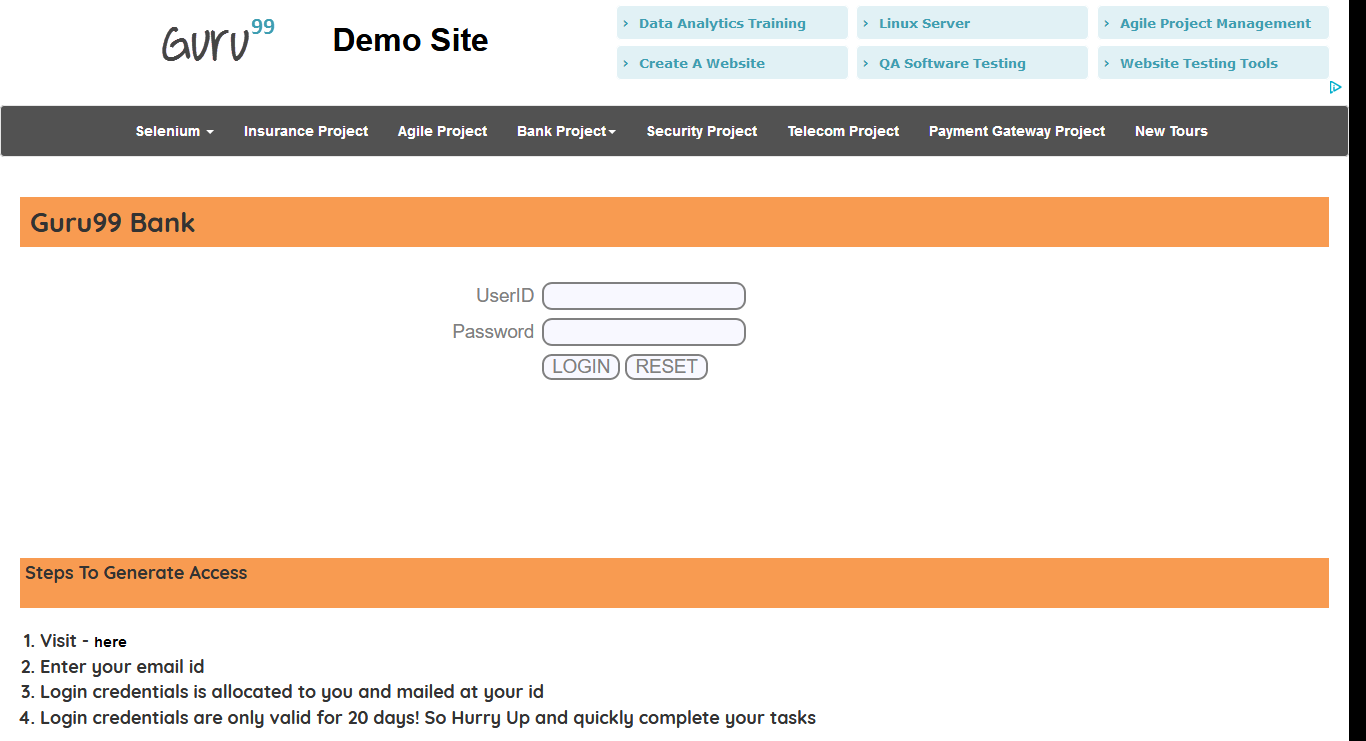 Guru99 Demo Site
› Data Analytics Training › Linux Server › Agile Project Management
› Create A Website › QA Software Testing › Website Testing Tools
Selenium Insurance Project Agile Project Bank Project Security Project Telecom Project Payment Gateway Project New Tours
Guru99 Bank
UserID
Password
LOGIN RESET
Steps To Generate Access
1. Visit - here
2. Enter your email id
3. Login credentials is allocated to you and mailed at your id
4. Login credentials are only valid for 20 days! So Hurry Up and quickly complete your tasks